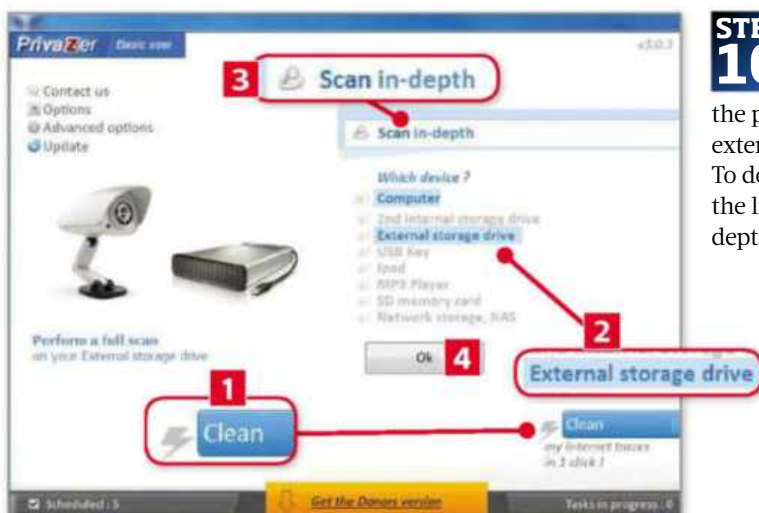 PrivaZer Basic user
v3.0.3
Contact us
Options
Advanced options
Update
3 Scan in-depth
Scan in-depth
Which device ?
Computer
2nd internal storage drive
External storage drive
USB Key
Ipod
MP3 Player
SD memory card
Network storage, NAS
Perform a full scan
on your External storage drive
Ok 4
2
External storage drive
1
Clean
Clean
my internet traces
in 1 click !
Scheduled : 5
Get the Donors version
Tasks in progress : 0
the p
exter
To do
the l
dept